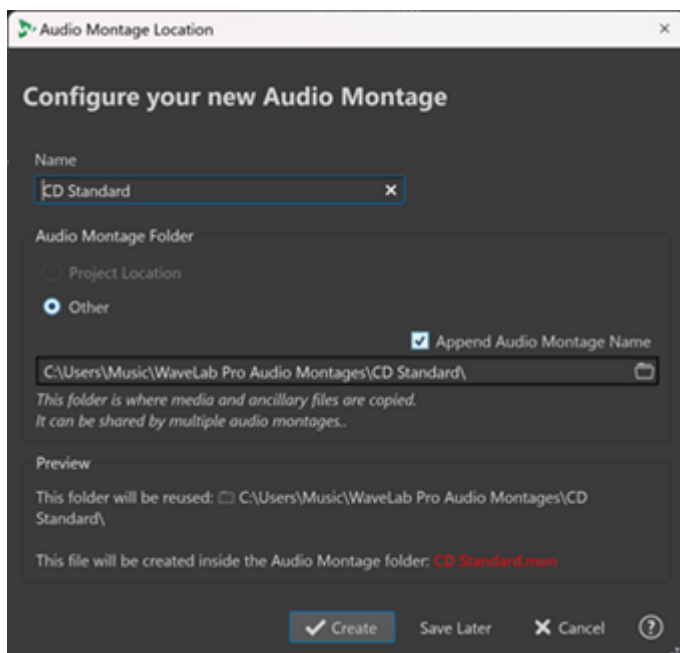 Audio Montage Location
Configure your new Audio Montage
Name
CD Standard
Audio Montage Folder
Project Location
Other
Append Audio Montage Name
C:\Users\Music\WaveLab Pro Audio Montages\CD Standard\
This folder is where media and ancillary files are copied.
It can be shared by multiple audio montages..
Preview
This folder will be reused: C:\Users\Music\WaveLab Pro Audio Montages\CD
Standard\
This file will be created inside the Audio Montage folder: CD Standard.mon
Create Save Later Cancel ?